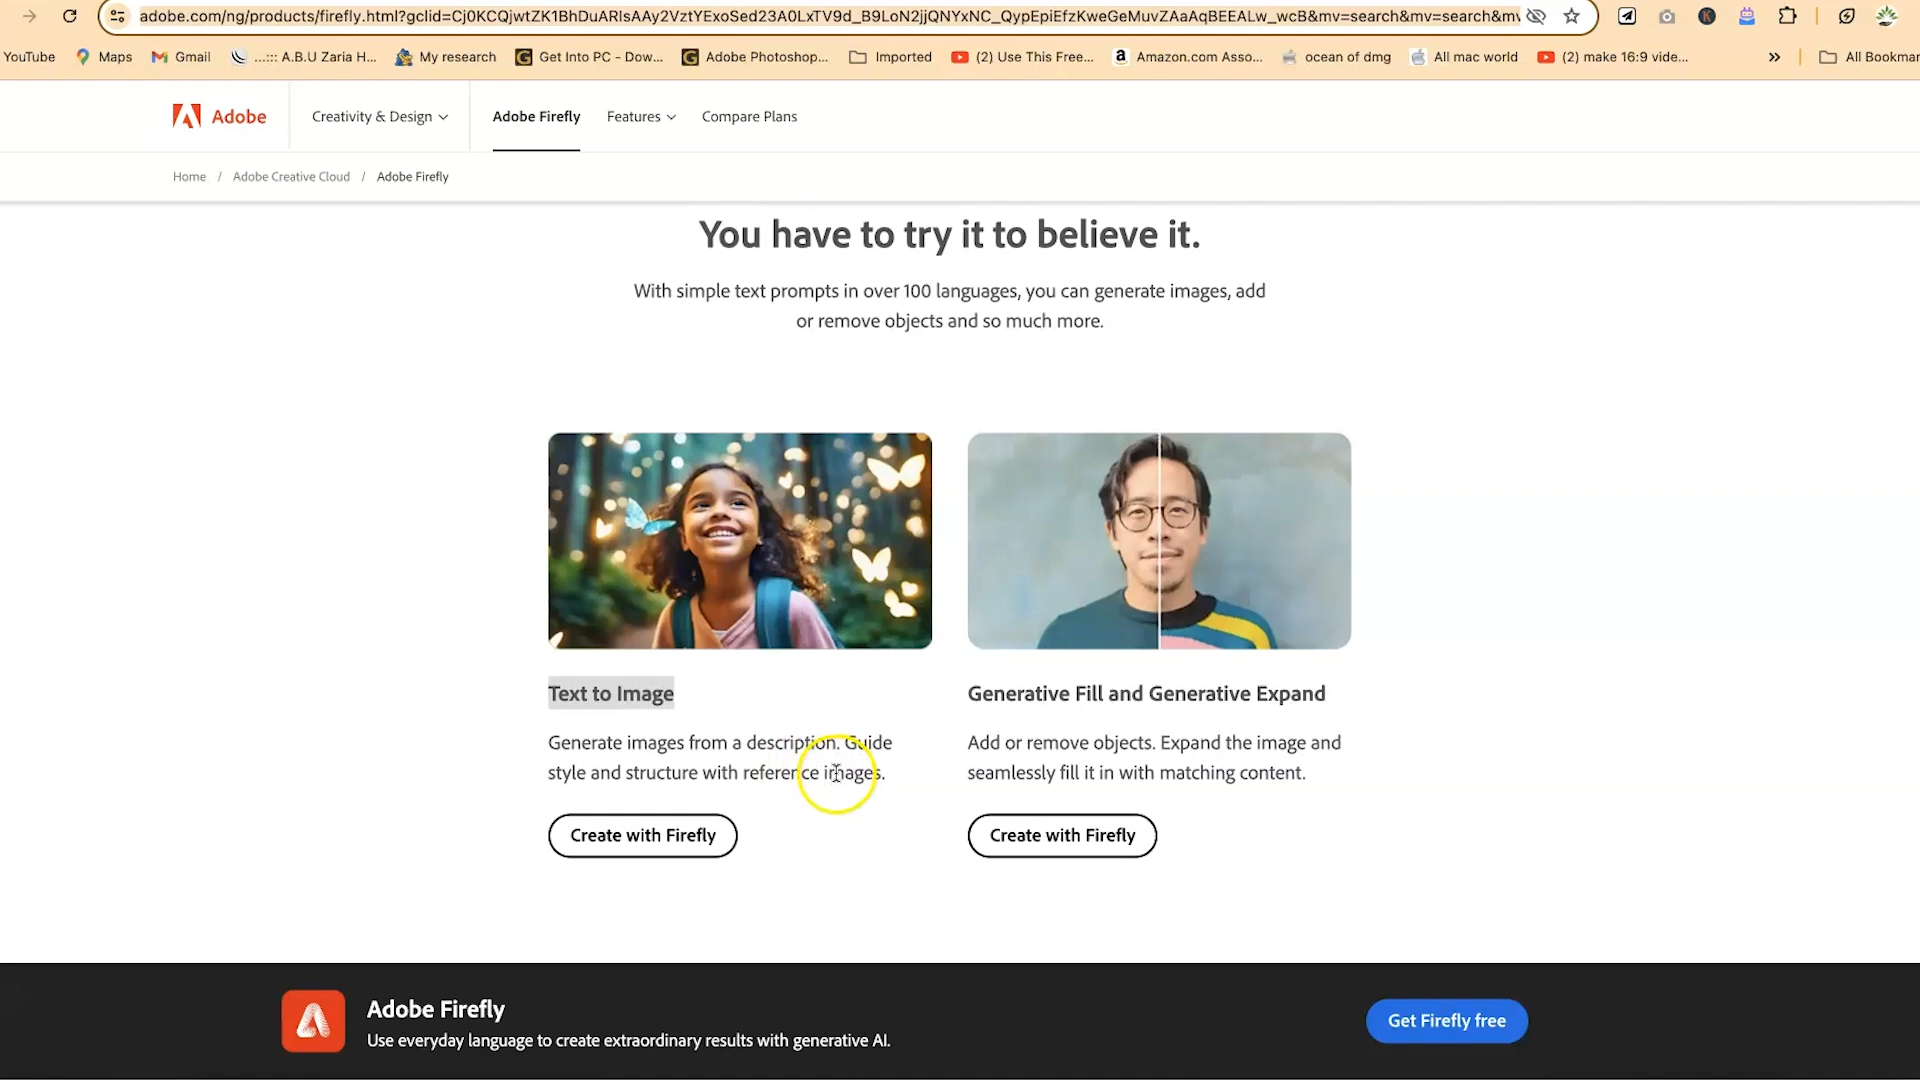 adobe.com/ng/products/firefly.html?gclid=Cj0KCQjwtZK1BhDuARIsAAy2VztYExoSed23A0LxTV9d_B9LoN2jjQNYxNC_QypEpiEfzKweGeMuvZAaAqBEEALw_wcB&mv=search&mv=search&mv
YouTube Maps Gmail ...::: A.B.U Zaria H... My research Get Into PC - Dow... Adobe Photoshop... Imported (2) Use This Free... Amazon.com Asso... ocean of dmg All mac world (2) make 16:9 vide... » All Bookmar
Adobe Creativity & Design Adobe Firefly Features Compare Plans
Home / Adobe Creative Cloud / Adobe Firefly
You have to try it to believe it.
With simple text prompts in over 100 languages, you can generate images, add
or remove objects and so much more.
Text to Image
Generate images from a description. Guide
style and structure with reference images.
Create with Firefly
Generative Fill and Generative Expand
Add or remove objects. Expand the image and
seamlessly fill it in with matching content.
Create with Firefly
Adobe Firefly
Use everyday language to create extraordinary results with generative AI.
Get Firefly free